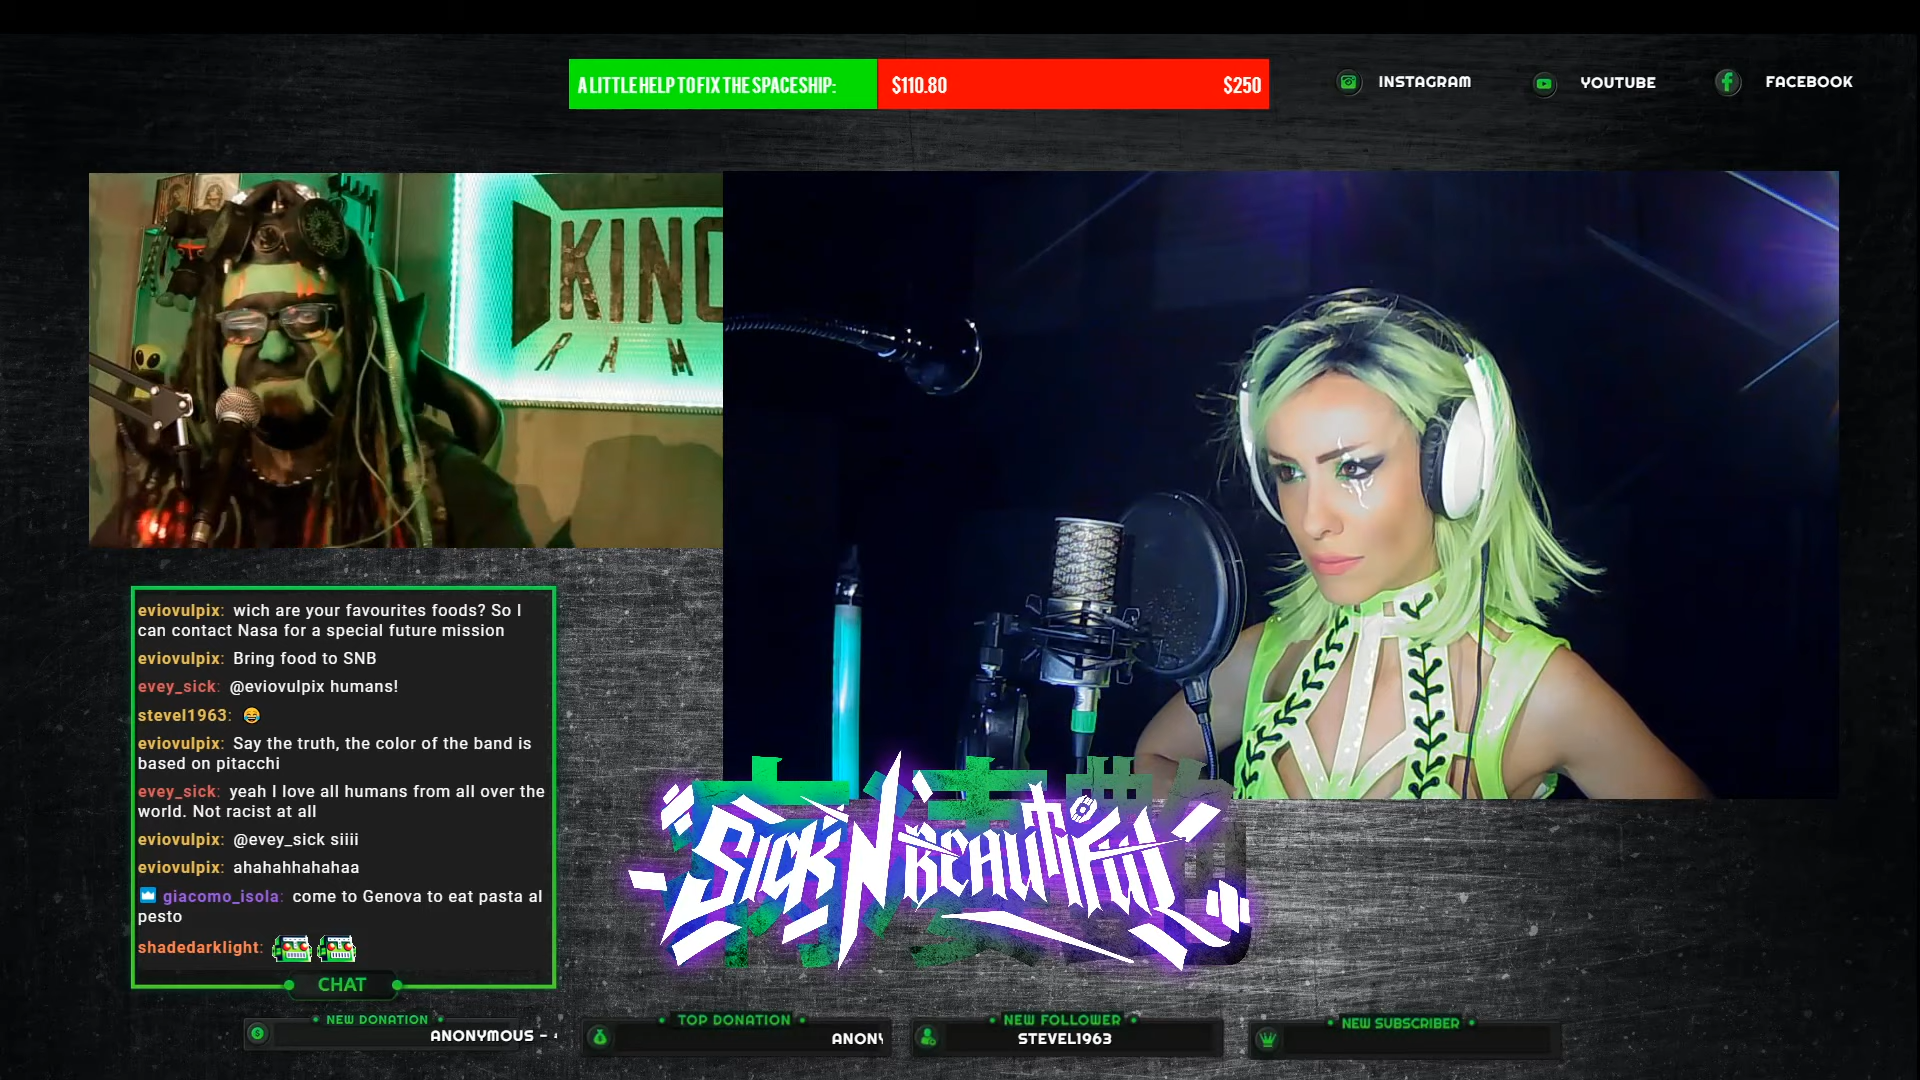 A LITTLE HELP TO FIX THE SPACESHIP:
$110.80
$250
INSTAGRAM
YOUTUBE
FACEBOOK
KING
RAM
eviovulpix: wich are your favourites foods? So I
can contact Nasa for a special future mission
eviovulpix: Bring food to SNB
evey_sick: @eviovulpix humans!
stevel1963: 😂
eviovulpix: Say the truth, the color of the band is
based on pitacchi
evey_sick: yeah I love all humans from all over the
world. Not racist at all
eviovulpix: @evey_sick siiii
eviovulpix: ahahahhahahaa
giacomo_isola: come to Genova to eat pasta al
pesto
shadedarklight:
CHAT
SICK N BEAUTIFUL
NEW DONATION
ANONYMOUS -
TOP DONATION
ANONY
NEW FOLLOWER
STEVEL1963
NEW SUBSCRIBER